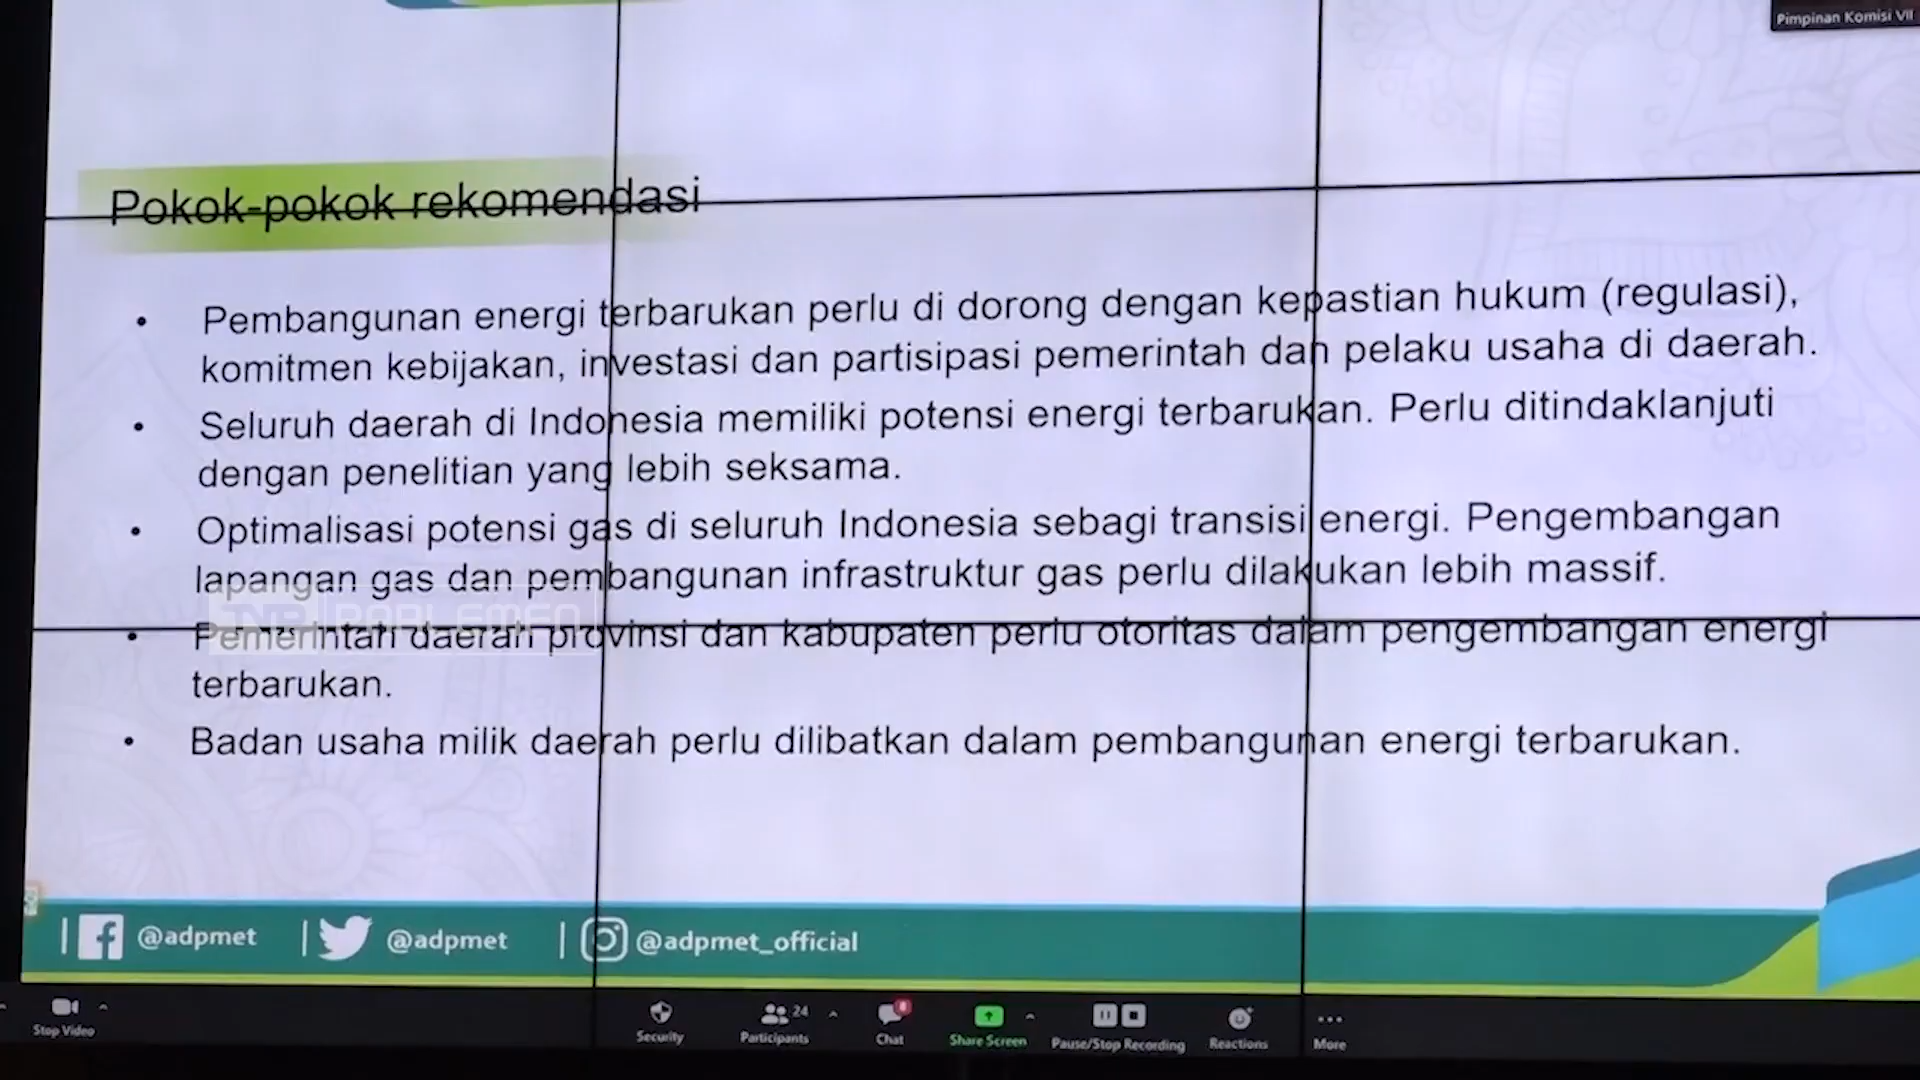 Pimpinan Komisi VII
Pokok-pokok rekomendasi
• Pembangunan energi terbarukan perlu di dorong dengan kepastian hukum (regulasi),
komitmen kebijakan, investasi dan partisipasi pemerintah dan pelaku usaha di daerah.
• Seluruh daerah di Indonesia memiliki potensi energi terbarukan. Perlu ditindaklanjuti
dengan penelitian yang lebih seksama.
• Optimalisasi potensi gas di seluruh Indonesia sebagi transisi energi. Pengembangan
lapangan gas dan pembangunan infrastruktur gas perlu dilakukan lebih massif.
TVR PARLEMEN
• Pemerintah daerah provinsi dan kabupaten perlu otoritas dalam pengembangan energi
terbarukan.
• Badan usaha milik daerah perlu dilibatkan dalam pembangunan energi terbarukan.
@adpmet @adpmet @adpmet_official
24
Stop Video Security Participants Chat Share Screen Pause/Stop Recording Reactions More